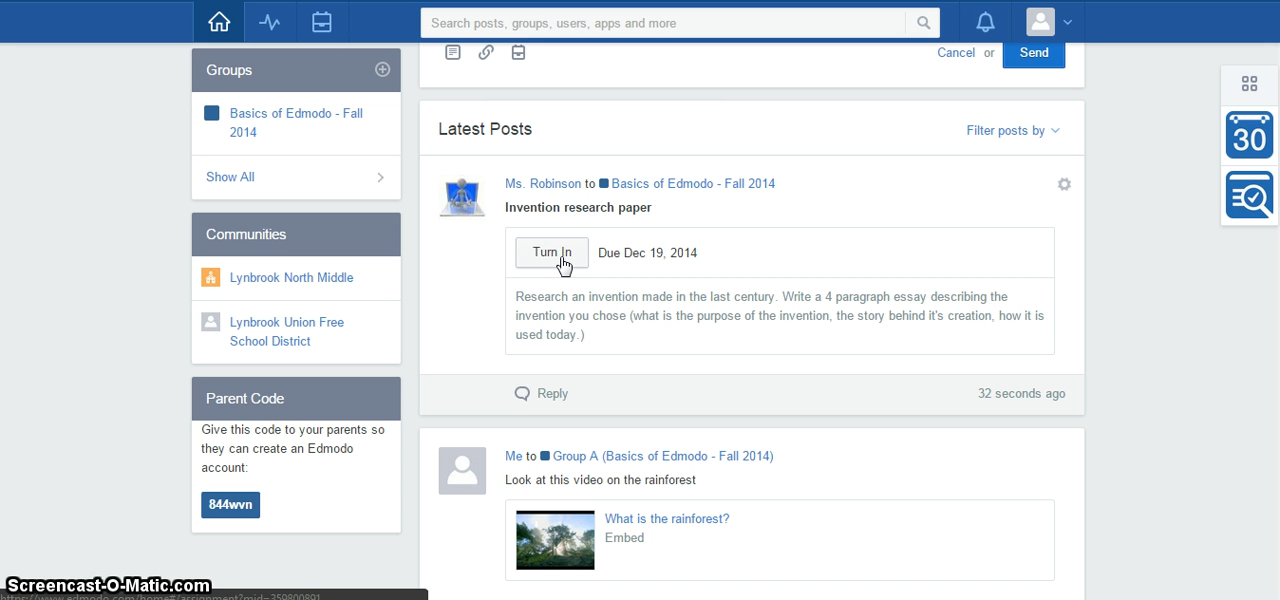 Search posts, groups, users, apps and more
Groups
Basics of Edmodo - Fall
2014
Show All
Communities
Lynbrook North Middle
Lynbrook Union Free
School District
Parent Code
Give this code to your parents so
they can create an Edmodo
account:
844wvn
Cancel or Send
Latest Posts
Filter posts by
Ms. Robinson to Basics of Edmodo - Fall 2014
Invention research paper
Turn In Due Dec 19, 2014
Research an invention made in the last century. Write a 4 paragraph essay describing the
invention you chose (what is the purpose of the invention, the story behind it's creation, how it is
used today.)
Reply
32 seconds ago
Me to Group A (Basics of Edmodo - Fall 2014)
Look at this video on the rainforest
What is the rainforest?
Embed
30
Screencast-O-Matic.com